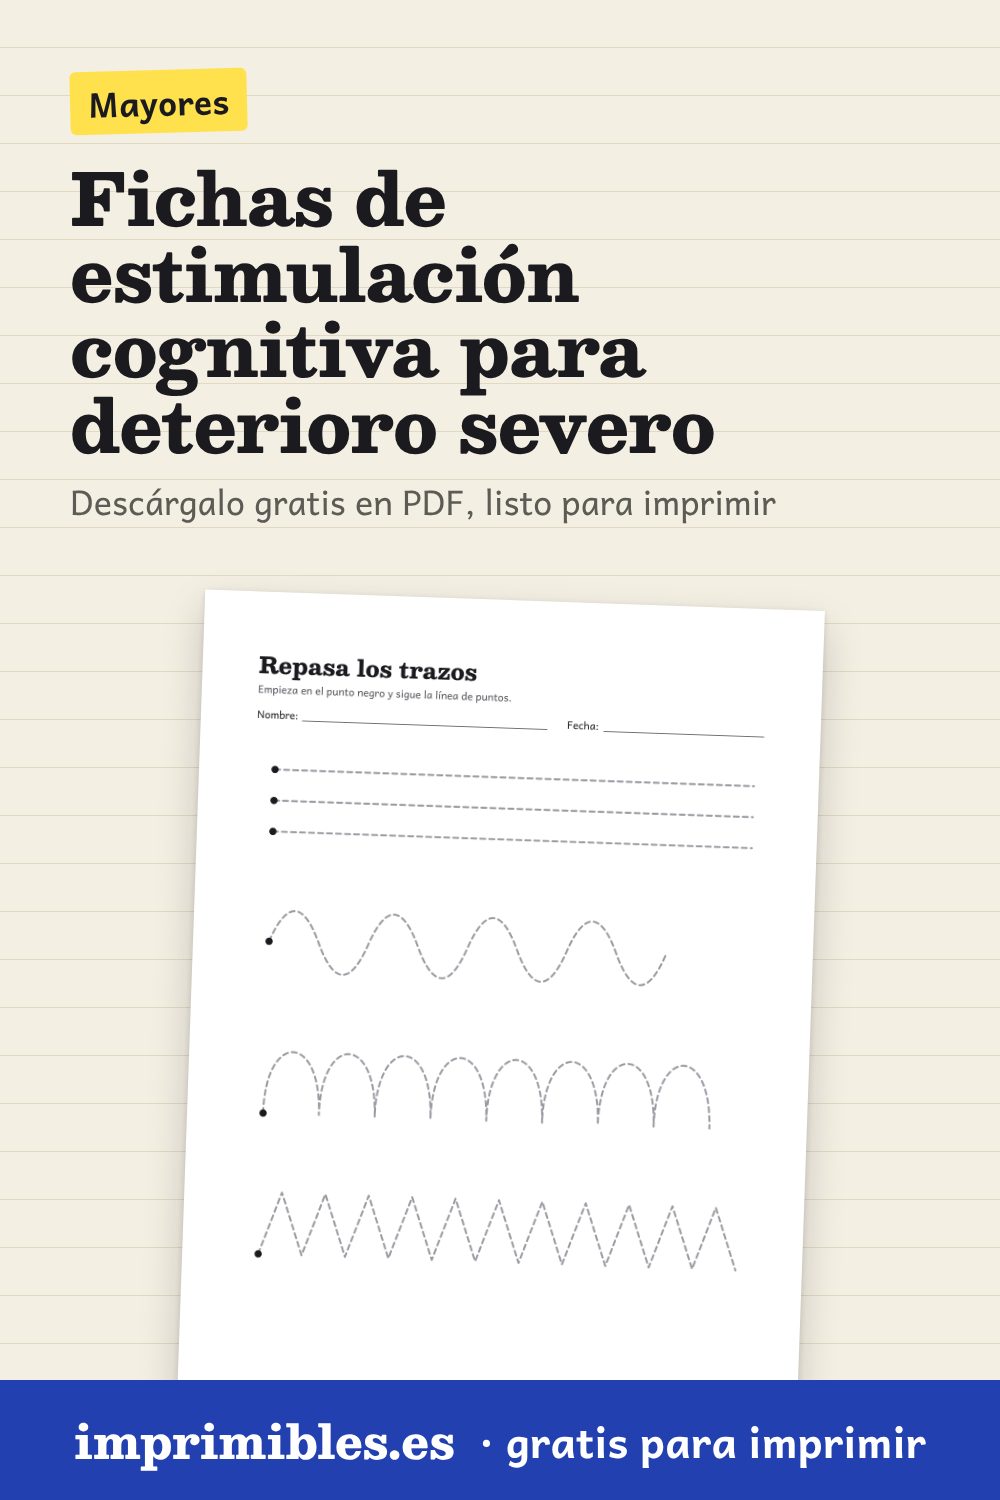 Mayores
Fichas de
estimulación
cognitiva para
deterioro severo
Descárgalo gratis en PDF, listo para imprimir
Repasa los trazos
Empieza en el punto negro y sigue la línea de puntos.
Nombre: Fecha:
imprimibles.es · gratis para imprimir